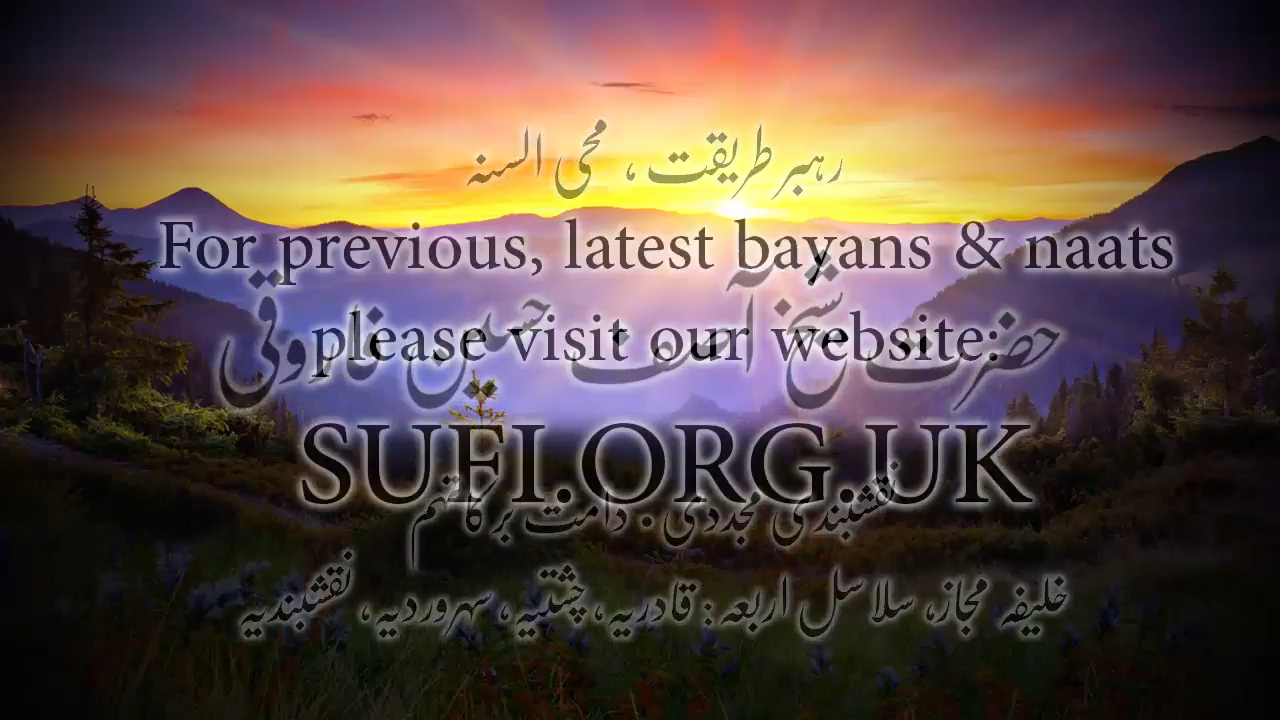 رہبر طریقت ، محی السنہ
For previous, latest bayans & naats
حضرت شیخ آصف حسین فاروقی
please visit our website:
SUFI.ORG.UK
نقشبندی مجددی . دامت برکاتہم
خلیفہ مجاز، سلاسل اربعہ: قادریہ، چشتیہ، سہروردیہ، نقشبندیہ